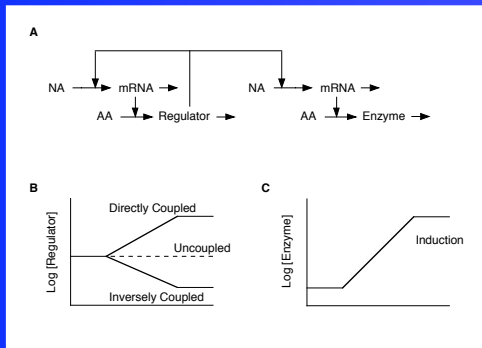 A
NA mRNA NA mRNA
AA Regulator AA Enzyme
B C
Directly Coupled
Uncoupled
Inversely Coupled
Log [Regulator]
Induction
Log [Enzyme]